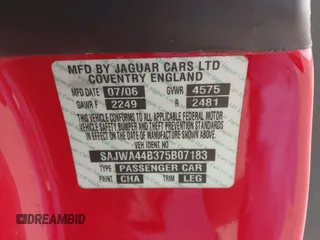 MFD BY JAGUAR CARS LTD
COVENTRY ENGLAND
MFD DATE 07/06 GVWR 4575
GAWR F 2249 R 2481
THIS VEHICLE CONFORMS TO ALL APPLICABLE FEDERAL MOTOR
VEHICLE SAFETY, BUMPER AND THEFT PREVENTION STANDARDS
IN EFFECT ON THE DATE OF MANUFACTURE SHOWN ABOVE.
VEHICLE
IDENT NO SAJWA44B375B07183
TYPE PASSENGER CAR
PAINT CHA TRIM LEG
DREAMBID